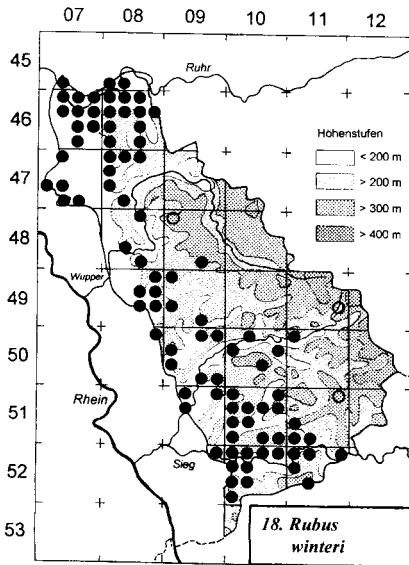 07 08 09 10 11 12
45
46
47
48
49
50
51
52
53
Ruhr
Höhenstufen
< 200 m
> 200 m
> 300 m
> 400 m
Wupper
Rhein
Sieg
18. Rubus
winteri